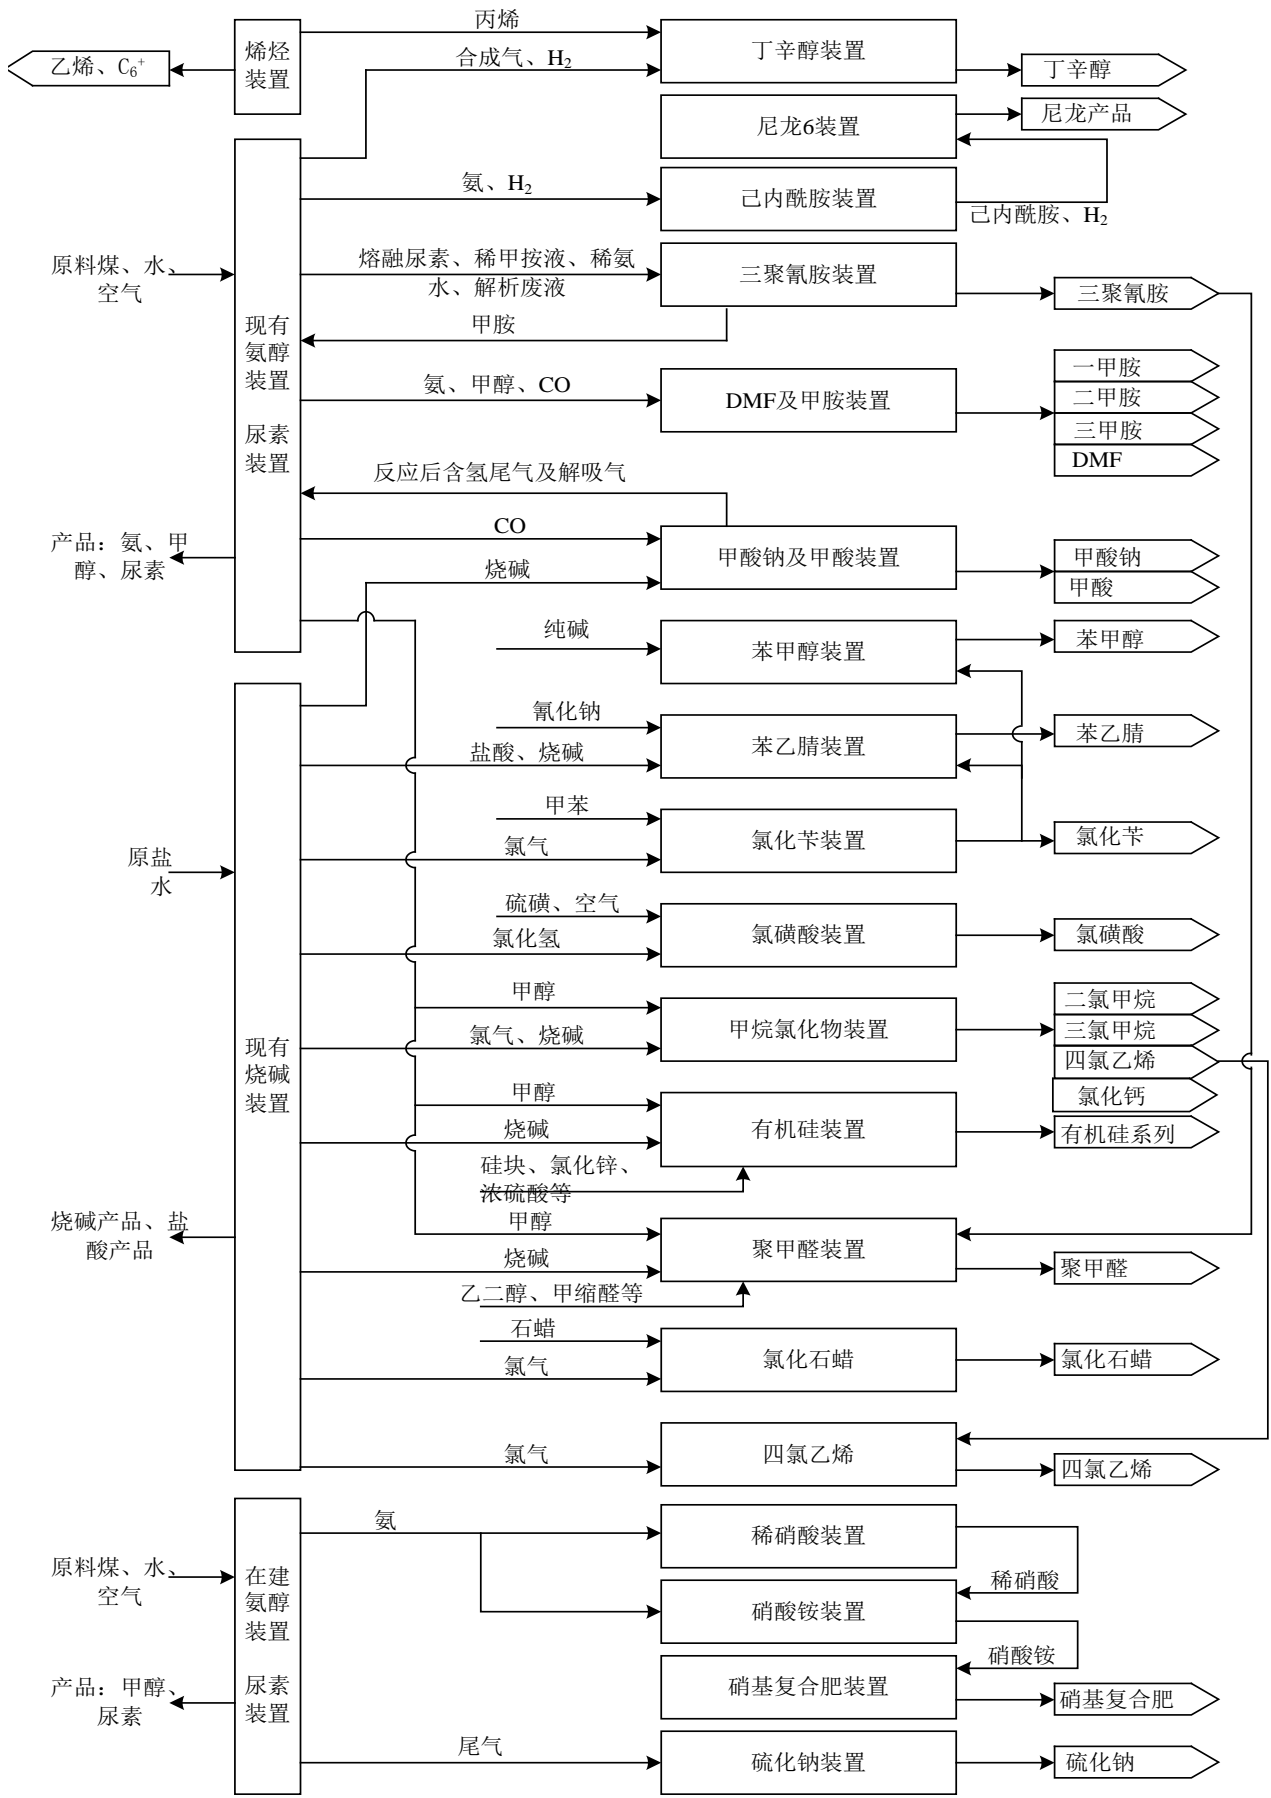 丙烯
烯烃
装置
丁辛醇装置
乙烯、C₆⁺
合成气、H₂
丁辛醇
尼龙6装置
尼龙产品
氨、H₂
己内酰胺装置
己内酰胺、H₂
原料煤、水、
空气
熔融尿素、稀甲按液、稀氨
水、解析废液
三聚氰胺装置
三聚氰胺
甲胺
现有
氨醇
装置
尿素
装置
氨、甲醇、CO
DMF及甲胺装置
一甲胺
二甲胺
三甲胺
DMF
反应后含氢尾气及解吸气
CO
产品：氨、甲
醇、尿素
烧碱
甲酸钠及甲酸装置
甲酸钠
甲酸
纯碱
苯甲醇装置
苯甲醇
氰化钠
盐酸、烧碱
苯乙腈装置
苯乙腈
甲苯
氯气
氯化苄装置
氯化苄
原盐
水
硫磺、空气
氯化氢
氯磺酸装置
氯磺酸
现有
烧碱
装置
甲醇
氯气、烧碱
甲烷氯化物装置
二氯甲烷
三氯甲烷
四氯乙烯
氯化钙
甲醇
烧碱
有机硅装置
有机硅系列
硅块、氯化锌、
浓硫酸等
烧碱产品、盐
酸产品
甲醇
烧碱
聚甲醛装置
聚甲醛
乙二醇、甲缩醛等
石蜡
氯气
氯化石蜡
氯化石蜡
氯气
四氯乙烯
四氯乙烯
氨
稀硝酸装置
稀硝酸
原料煤、水、
空气
在建
氨醇
装置
尿素
装置
硝酸铵装置
硝酸铵
产品：甲醇、
尿素
硝基复合肥装置
硝基复合肥
尾气
硫化钠装置
硫化钠